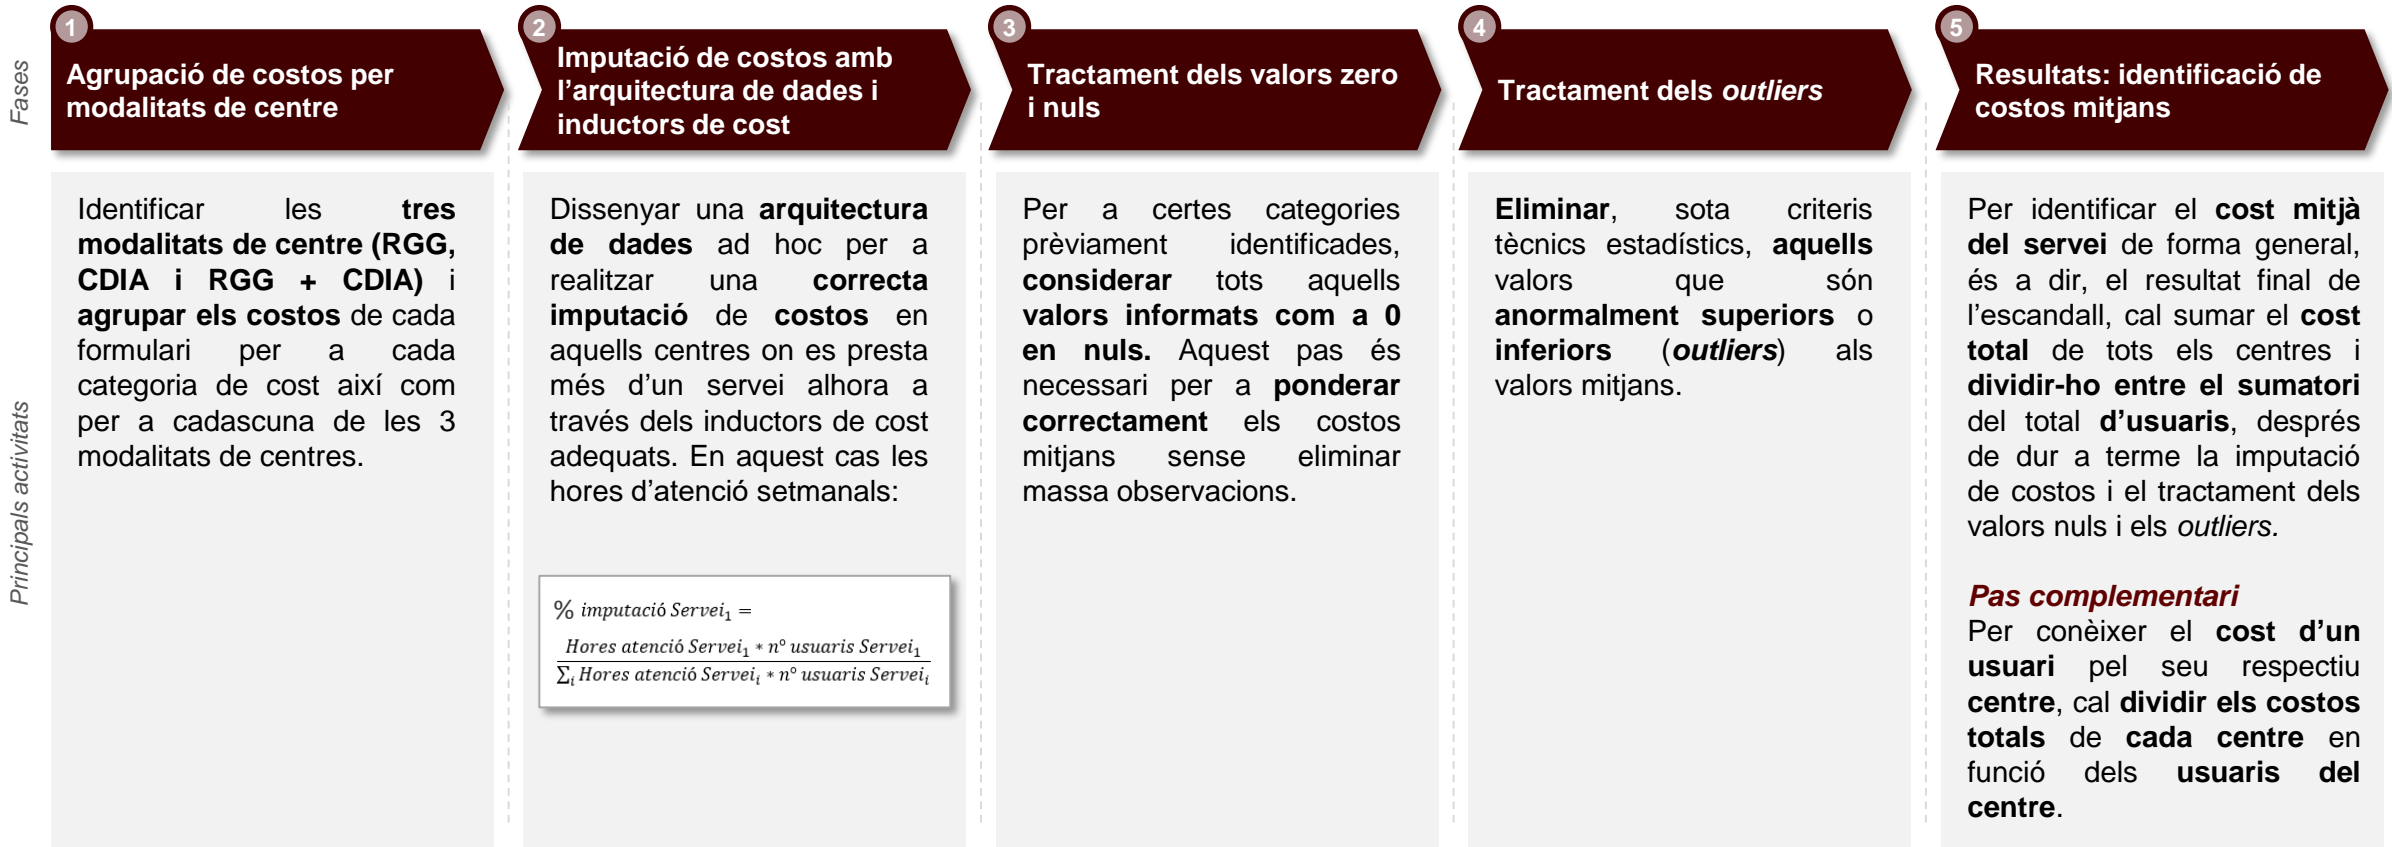 Fases
1
Agrupació de costos per
modalitats de centre
2
Imputació de costos amb
l’arquitectura de dades i
inductors de cost
3
Tractament dels valors zero
i nuls
4
Tractament dels outliers
5
Resultats: identificació de
costos mitjans
Principals activitats
Identificar les tres
modalitats de centre (RGG,
CDIA i RGG + CDIA) i
agrupar els costos de cada
formulari per a cada
categoria de cost així com
per a cadascuna de les 3
modalitats de centres.
Dissenyar una arquitectura
de dades ad hoc per a
realitzar una correcta
imputació de costos en
aquells centres on es presta
més d’un servei alhora a
través dels inductors de cost
adequats. En aquest cas les
hores d’atenció setmanals:
% imputació Servei₁ =
Hores atenció Servei₁ * nº usuaris Servei₁
∑ᵢ Hores atenció Serveiᵢ * nº usuaris Serveiᵢ
Per a certes categories
prèviament identificades,
considerar tots aquells
valors informats com a 0
en nuls. Aquest pas és
necessari per a ponderar
correctament els costos
mitjans sense eliminar
massa observacions.
Eliminar, sota criteris
tècnics estadístics, aquells
valors que són
anormalment superiors o
inferiors (outliers) als
valors mitjans.
Per identificar el cost mitjà
del servei de forma general,
és a dir, el resultat final de
l’escandall, cal sumar el cost
total de tots els centres i
dividir-ho entre el sumatori
del total d’usuaris, després
de dur a terme la imputació
de costos i el tractament dels
valors nuls i els outliers.
Pas complementari
Per conèixer el cost d’un
usuari pel seu respectiu
centre, cal dividir els costos
totals de cada centre en
funció dels usuaris del
centre.